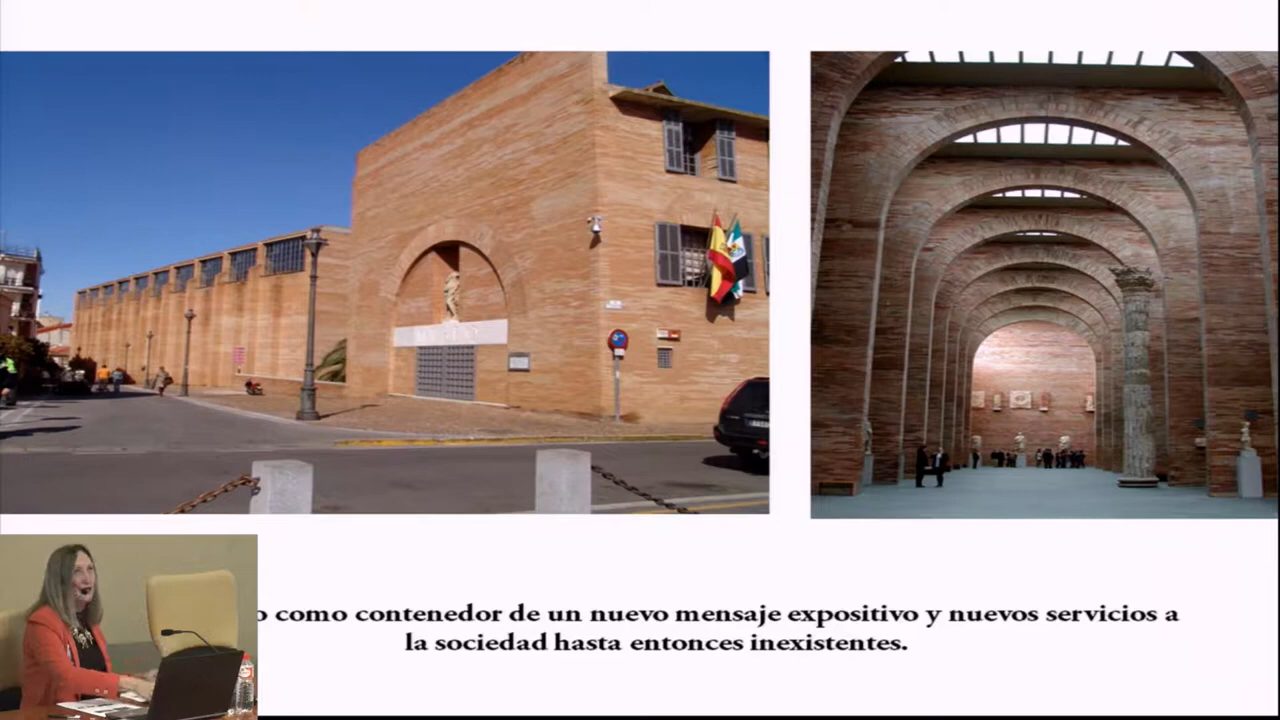 o como contenedor de un nuevo mensaje expositivo y nuevos servicios a
la sociedad hasta entonces inexistentes.